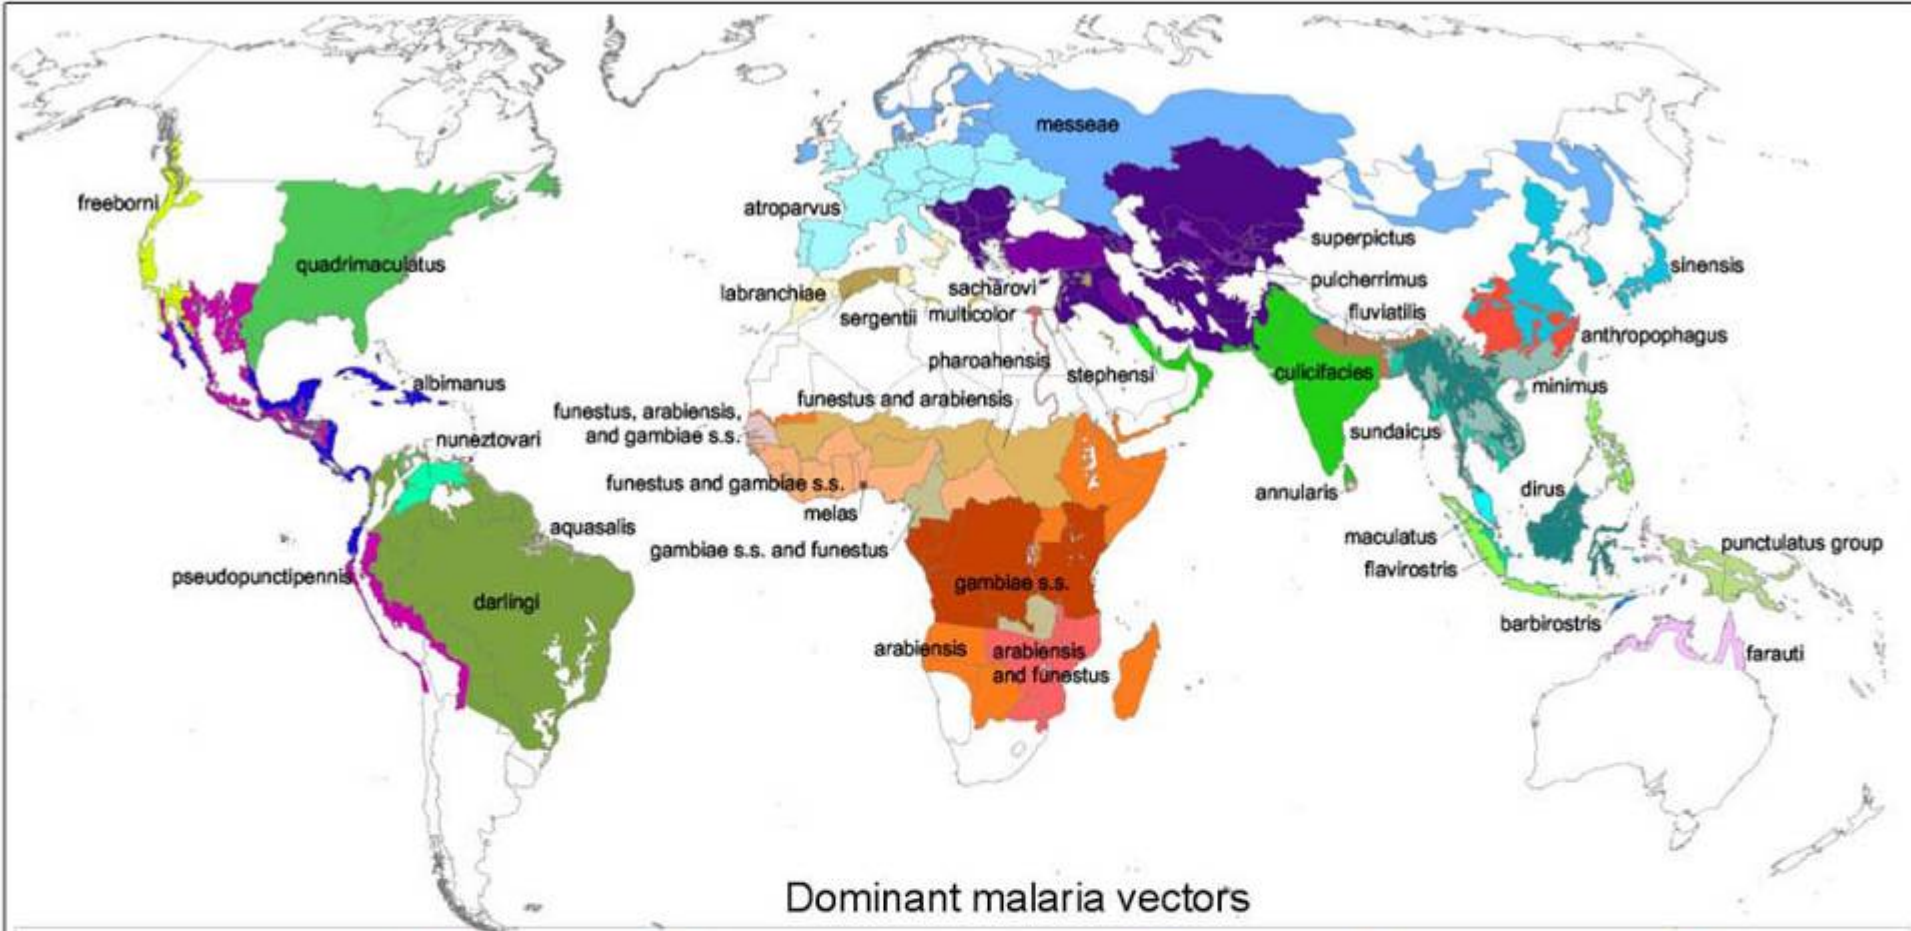 messeae
freeborni
atroparvus
superpictus
quadrimaculatus
sinensis
pulcherrimus
labranchiae
sacharovi
sergentii
multicolor
fluviatilis
anthropophagus
pharoahensis
stephensi
culicifacies
minimus
albimanus
funestus and arabiensis
funestus, arabiensis,
and gambiae s.s.
nuneztovari
sundaicus
funestus and gambiae s.s.
annularis
dirus
melas
aquasalis
gambiae s.s. and funestus
maculatus
punctulatus group
flavirostris
pseudopunctipennis
gambiae s.s.
darlingi
barbirostris
arabiensis
arabiensis
and funestus
farauti
Dominant malaria vectors